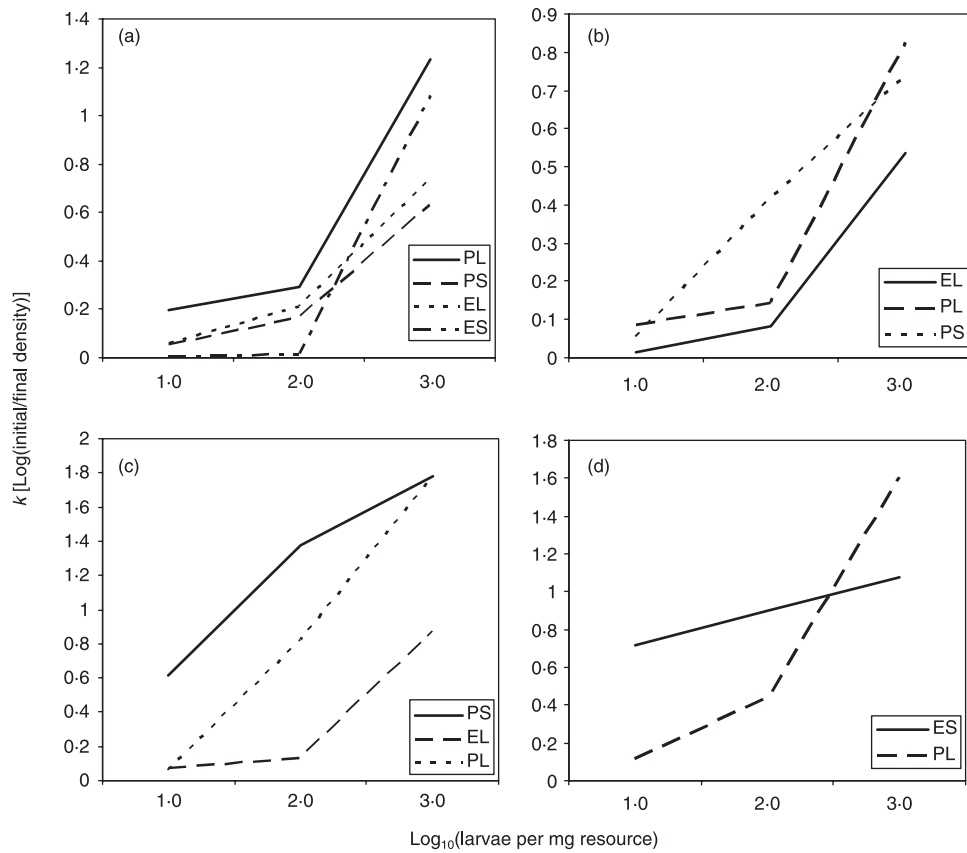 (a)
1·4
1·2
1
0·8
0·6
0·4
0·2
0
1·0 2·0 3·0
PL
PS
EL
ES
(b)
0·9
0·8
0·7
0·6
0·5
0·4
0·3
0·2
0·1
0
1·0 2·0 3·0
EL
PL
PS
k [Log(initial/final density)]
(c)
2
1·8
1·6
1·4
1·2
1
0·8
0·6
0·4
0·2
0
1·0 2·0 3·0
PS
EL
PL
(d)
1·8
1·6
1·4
1·2
1
0·8
0·6
0·4
0·2
0
1·0 2·0 3·0
ES
PL
Log10(larvae per mg resource)